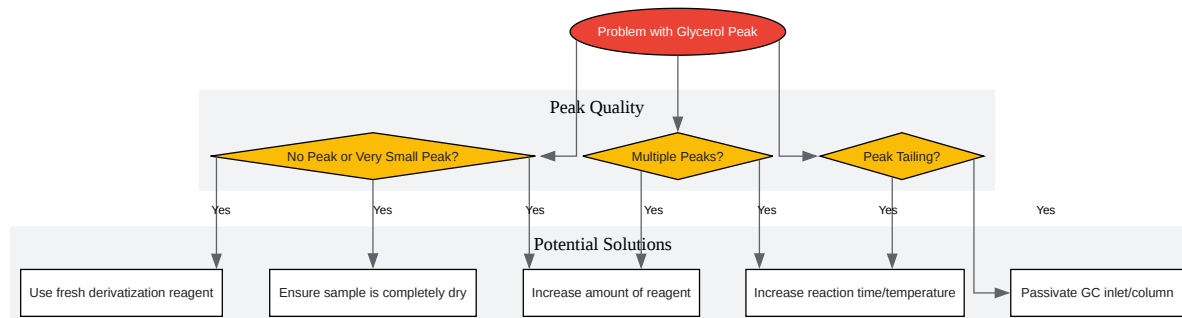 Problem with Glycerol Peak
Peak Quality
No Peak or Very Small Peak?
Multiple Peaks?
Peak Tailing?
Yes
Yes
Yes
Yes
Yes
Yes
Yes
Potential Solutions
Use fresh derivatization reagent
Ensure sample is completely dry
Increase amount of reagent
Increase reaction time/temperature
Passivate GC inlet/column